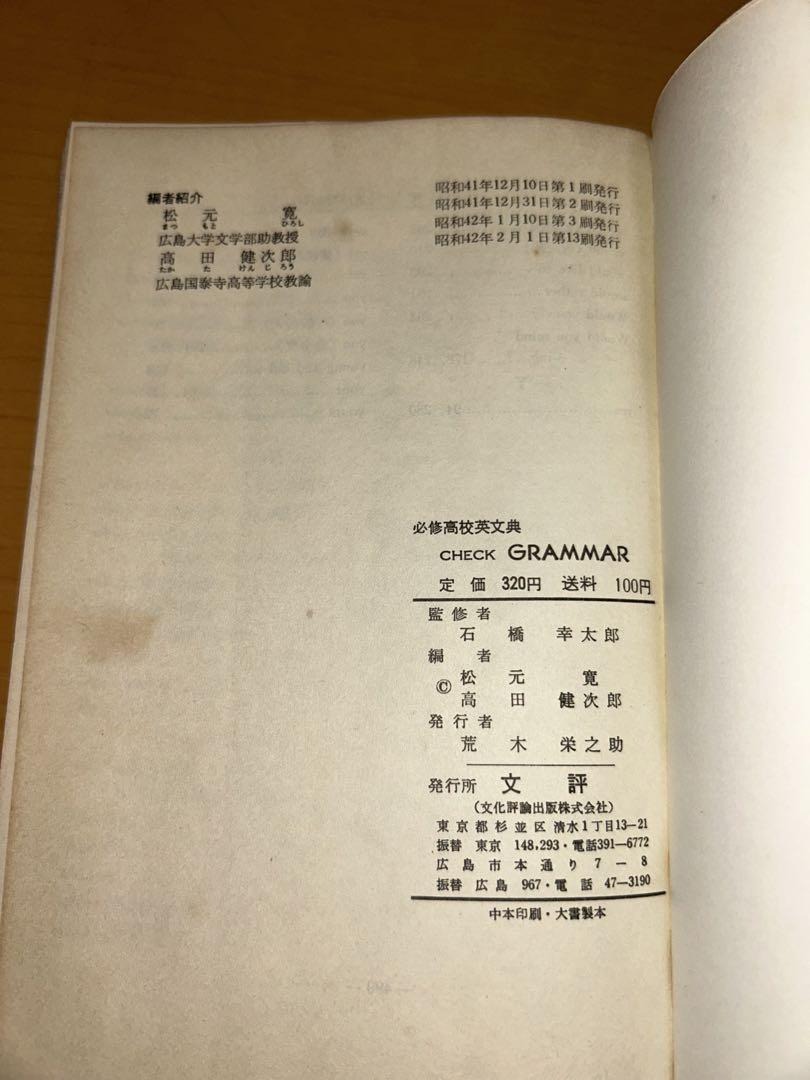 編者紹介
松元寛
まつもとひろし
広島大学文学部助教授
高田健次郎
たかたけんじろう
広島国泰寺高等学校教諭
昭和41年12月10日第1刷発行
昭和41年12月31日第2刷発行
昭和42年1月10日第3刷発行
昭和42年2月1日第13刷発行
必修高校英文典
CHECK GRAMMAR
定価 320円 送料 100円
監修者
石橋幸太郎
編者
© 松元寛
高田健次郎
発行者
荒木栄之助
発行所 文評
(文化評論出版株式会社)
東京都杉並区清水1丁目13-21
振替 東京 148,293・電話391-6772
広島市本通り7-8
振替 広島 967・電話 47-3190
中本印刷・大書製本